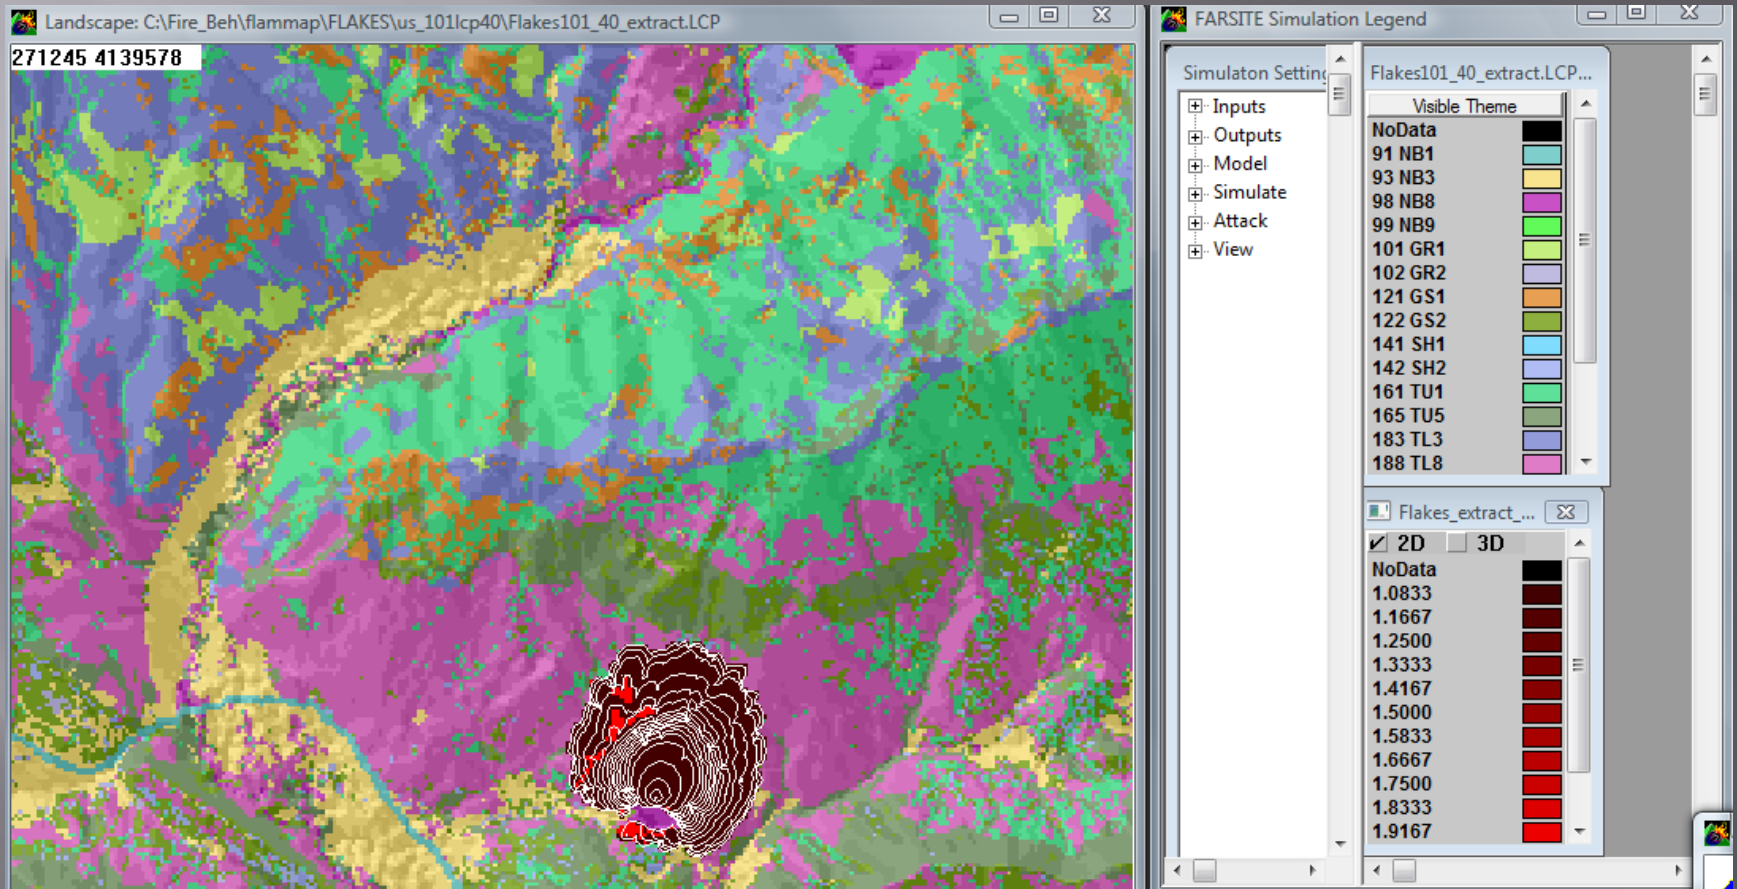 Landscape: C:\Fire_Beh\flammap\FLAKES\us_101lcp40\Flakes101_40_extract.LCP
271245 4139578
FARSITE Simulation Legend
Simulaton Setting
Inputs
Outputs
Model
Simulate
Attack
View
Flakes101_40_extract.LCP...
Visible Theme
NoData
91 NB1
93 NB3
98 NB8
99 NB9
101 GR1
102 GR2
121 GS1
122 GS2
141 SH1
142 SH2
161 TU1
165 TU5
183 TL3
188 TL8
Flakes_extract_...
2D 3D
NoData
1.0833
1.1667
1.2500
1.3333
1.4167
1.5000
1.5833
1.6667
1.7500
1.8333
1.9167